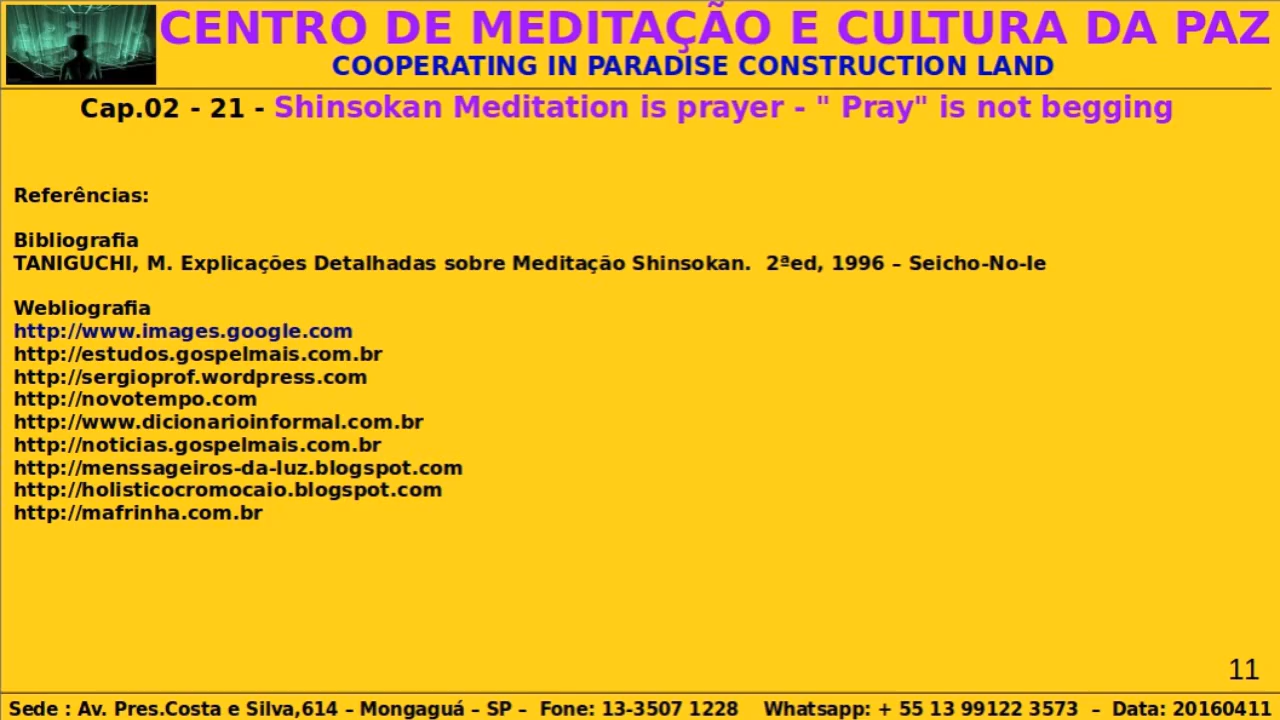 CENTRO DE MEDITAÇÃO E CULTURA DA PAZ
COOPERATING IN PARADISE CONSTRUCTION LAND
Cap.02 - 21 - Shinsokan Meditation is prayer - " Pray" is not begging
Referências:
Bibliografia
TANIGUCHI, M. Explicações Detalhadas sobre Meditação Shinsokan. 2ªed, 1996 – Seicho-No-Ie
Webliografia
http://www.images.google.com
http://estudos.gospelmais.com.br
http://sergioprof.wordpress.com
http://novotempo.com
http://www.dicionarioinformal.com.br
http://noticias.gospelmais.com.br
http://menssageiros-da-luz.blogspot.com
http://holisticocromocaio.blogspot.com
http://mafrinha.com.br
11
Sede : Av. Pres.Costa e Silva,614 – Mongaguá – SP – Fone: 13-3507 1228 Whatsapp: + 55 13 99122 3573 – Data: 20160411